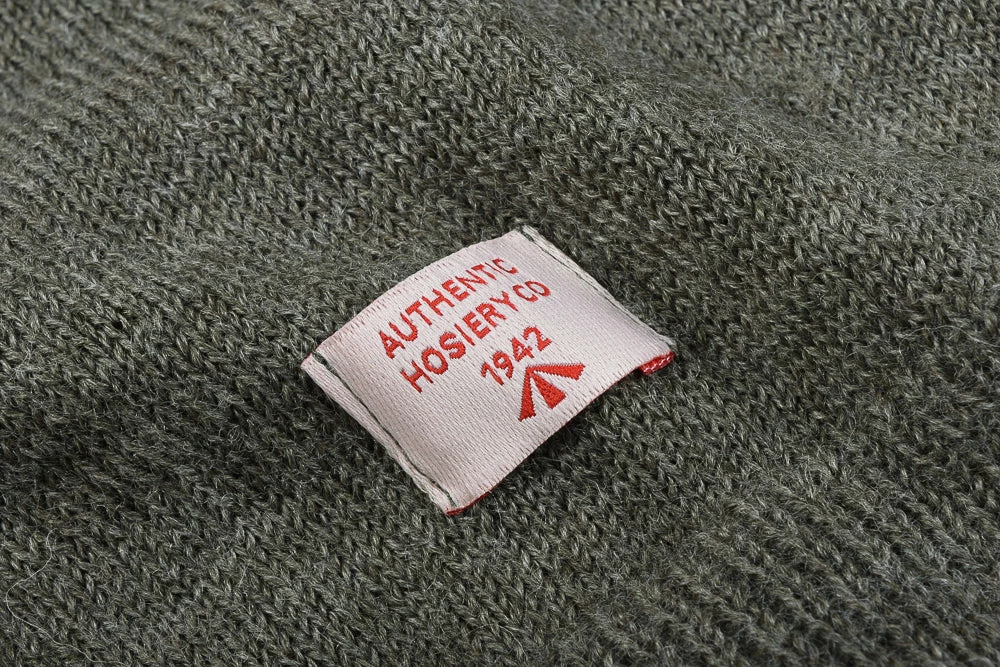 AUTHENTIC
HOSIERY CO
1942